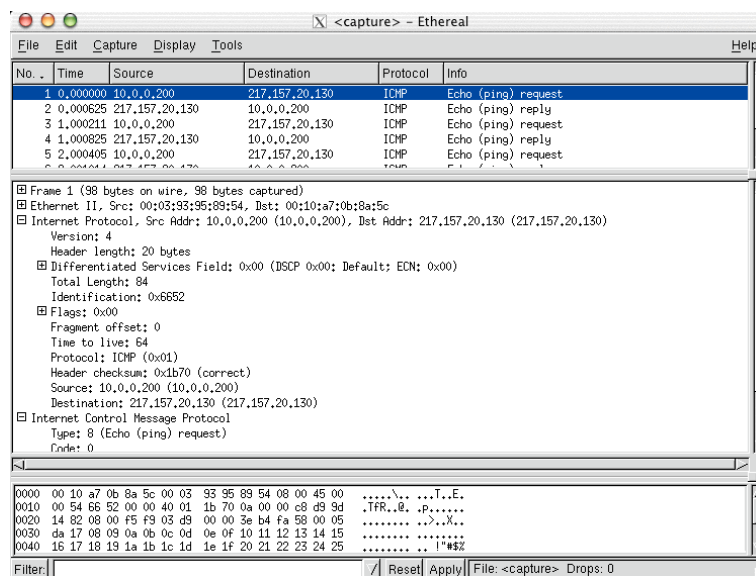 X <capture> - Ethereal
File Edit Capture Display Tools Help
No. . Time Source Destination Protocol Info
1 0.000000 10.0.0.200 217.157.20.130 ICMP Echo (ping) request
2 0.000625 217.157.20.130 10.0.0.200 ICMP Echo (ping) reply
3 1.000211 10.0.0.200 217.157.20.130 ICMP Echo (ping) request
4 1.000825 217.157.20.130 10.0.0.200 ICMP Echo (ping) reply
5 2.000405 10.0.0.200 217.157.20.130 ICMP Echo (ping) request
Frame 1 (98 bytes on wire, 98 bytes captured)
Ethernet II, Src: 00:03:93:95:89:54, Dst: 00:10:a7:0b:8a:5c
Internet Protocol, Src Addr: 10.0.0.200 (10.0.0.200), Dst Addr: 217.157.20.130 (217.157.20.130)
Version: 4
Header length: 20 bytes
Differentiated Services Field: 0x00 (DSCP 0x00: Default; ECN: 0x00)
Total Length: 84
Identification: 0x6652
Flags: 0x00
Fragment offset: 0
Time to live: 64
Protocol: ICMP (0x01)
Header checksum: 0x1b70 (correct)
Source: 10.0.0.200 (10.0.0.200)
Destination: 217.157.20.130 (217.157.20.130)
Internet Control Message Protocol
Type: 8 (Echo (ping) request)
Code: 0
0000 00 10 a7 0b 8a 5c 00 03 93 95 89 54 08 00 45 00 .....\.. ...T..E.
0010 00 54 66 52 00 00 40 01 1b 70 0a 00 00 c8 d9 9d .TfR..@. .p......
0020 14 82 08 00 f5 f9 03 d9 00 00 3e b4 fa 58 00 05 ........ ..>..X..
0030 da 17 08 09 0a 0b 0c 0d 0e 0f 10 11 12 13 14 15 ........ ........
0040 16 17 18 19 1a 1b 1c 1d 1e 1f 20 21 22 23 24 25 ........ .. !"#$%
Filter: Reset Apply File: <capture> Drops: 0